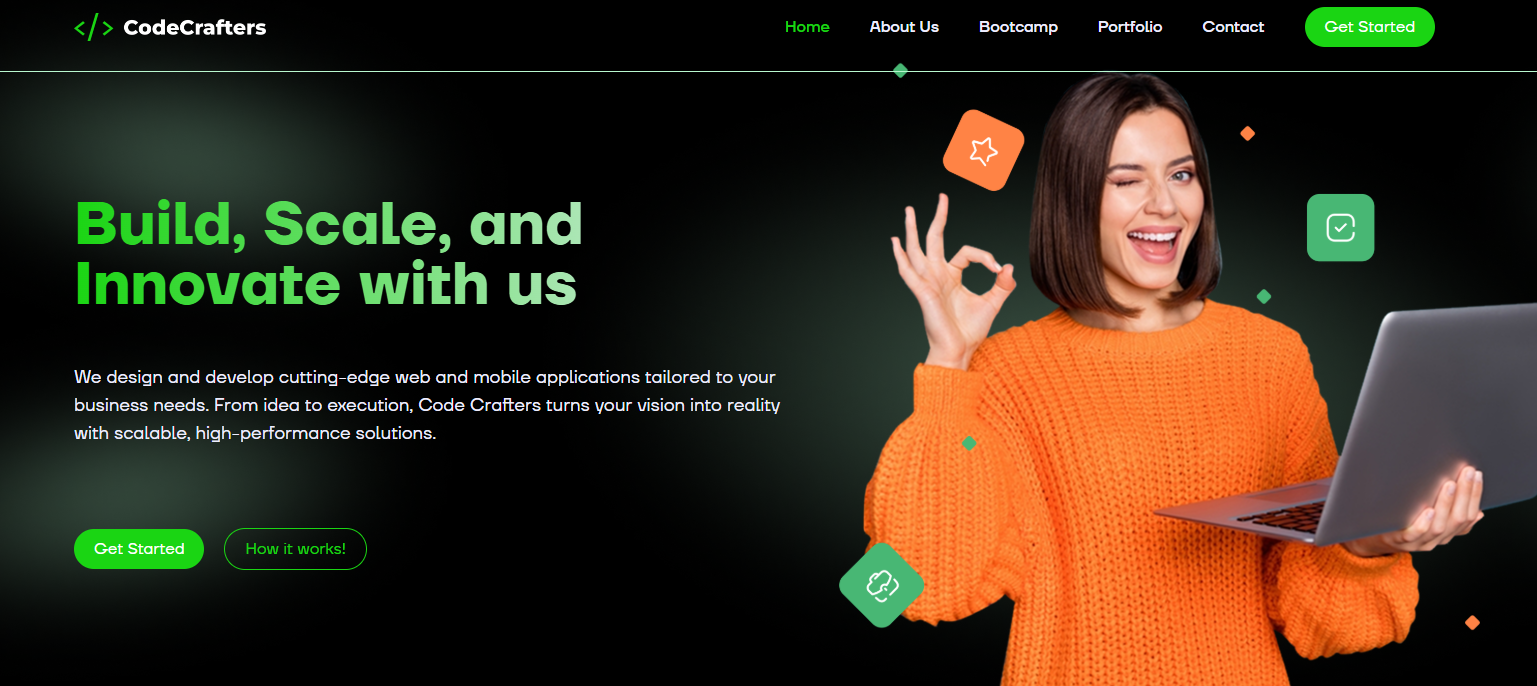 </> CodeCrafters
Home About Us Bootcamp Portfolio Contact Get Started
Build, Scale, and
Innovate with us
We design and develop cutting-edge web and mobile applications tailored to your
business needs. From idea to execution, Code Crafters turns your vision into reality
with scalable, high-performance solutions.
Get Started How it works!